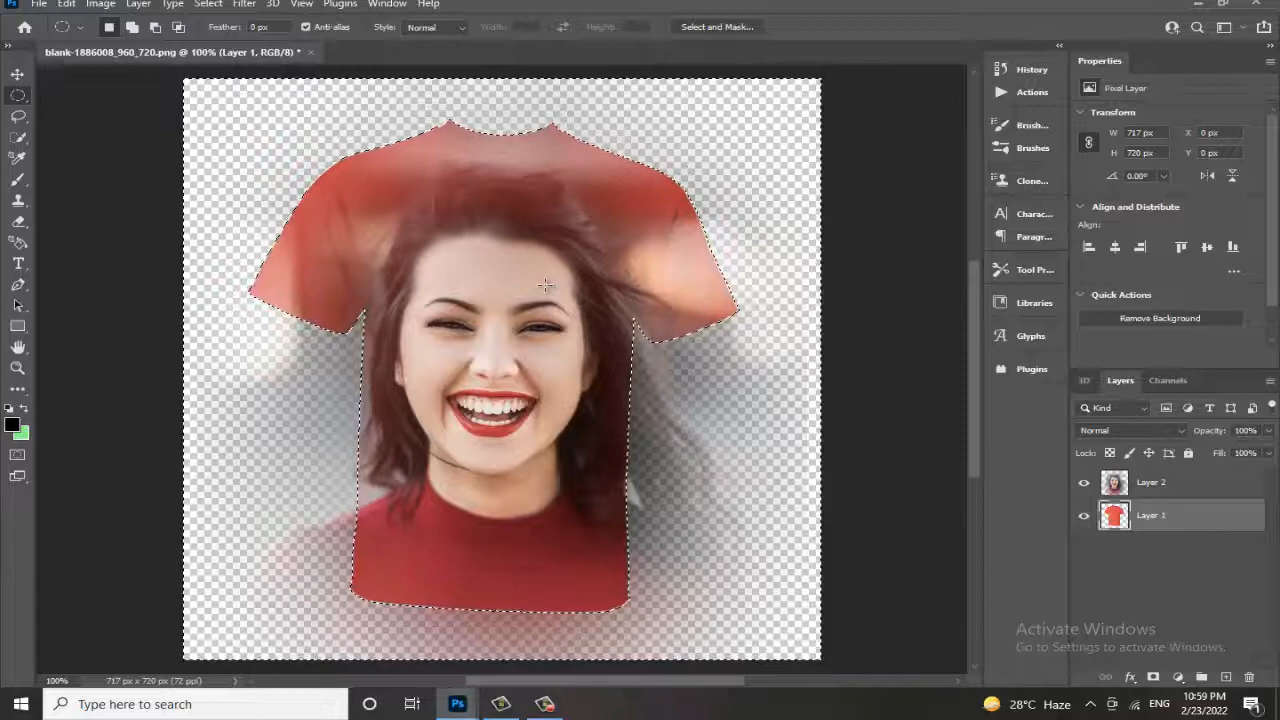 File Edit Image Layer Type Select Filter 3D View Plugins Window Help
Feather: 0 px Anti-alias Style: Normal Width: Height: Select and Mask...
blank-1886008_960_720.png @ 100% (Layer 1, RGB/8) * ×
History
Actions
Brush...
Brushes
Clone...
Charac...
Paragr...
Tool Pr...
Libraries
Glyphs
Plugins
Properties
Pixel Layer
Transform
W 717 px X 0 px
H 720 px Y 0 px
0.00°
Align and Distribute
Align:
Quick Actions
Remove Background
3D Layers Channels
Kind
Normal Opacity: 100%
Lock: Fill: 100%
Layer 2
Layer 1
Activate Windows
Go to Settings to activate Windows.
100% 717 px x 720 px (72 ppi)
Type here to search
Ps
28°C Haze
ENG
10:59 PM
2/23/2022